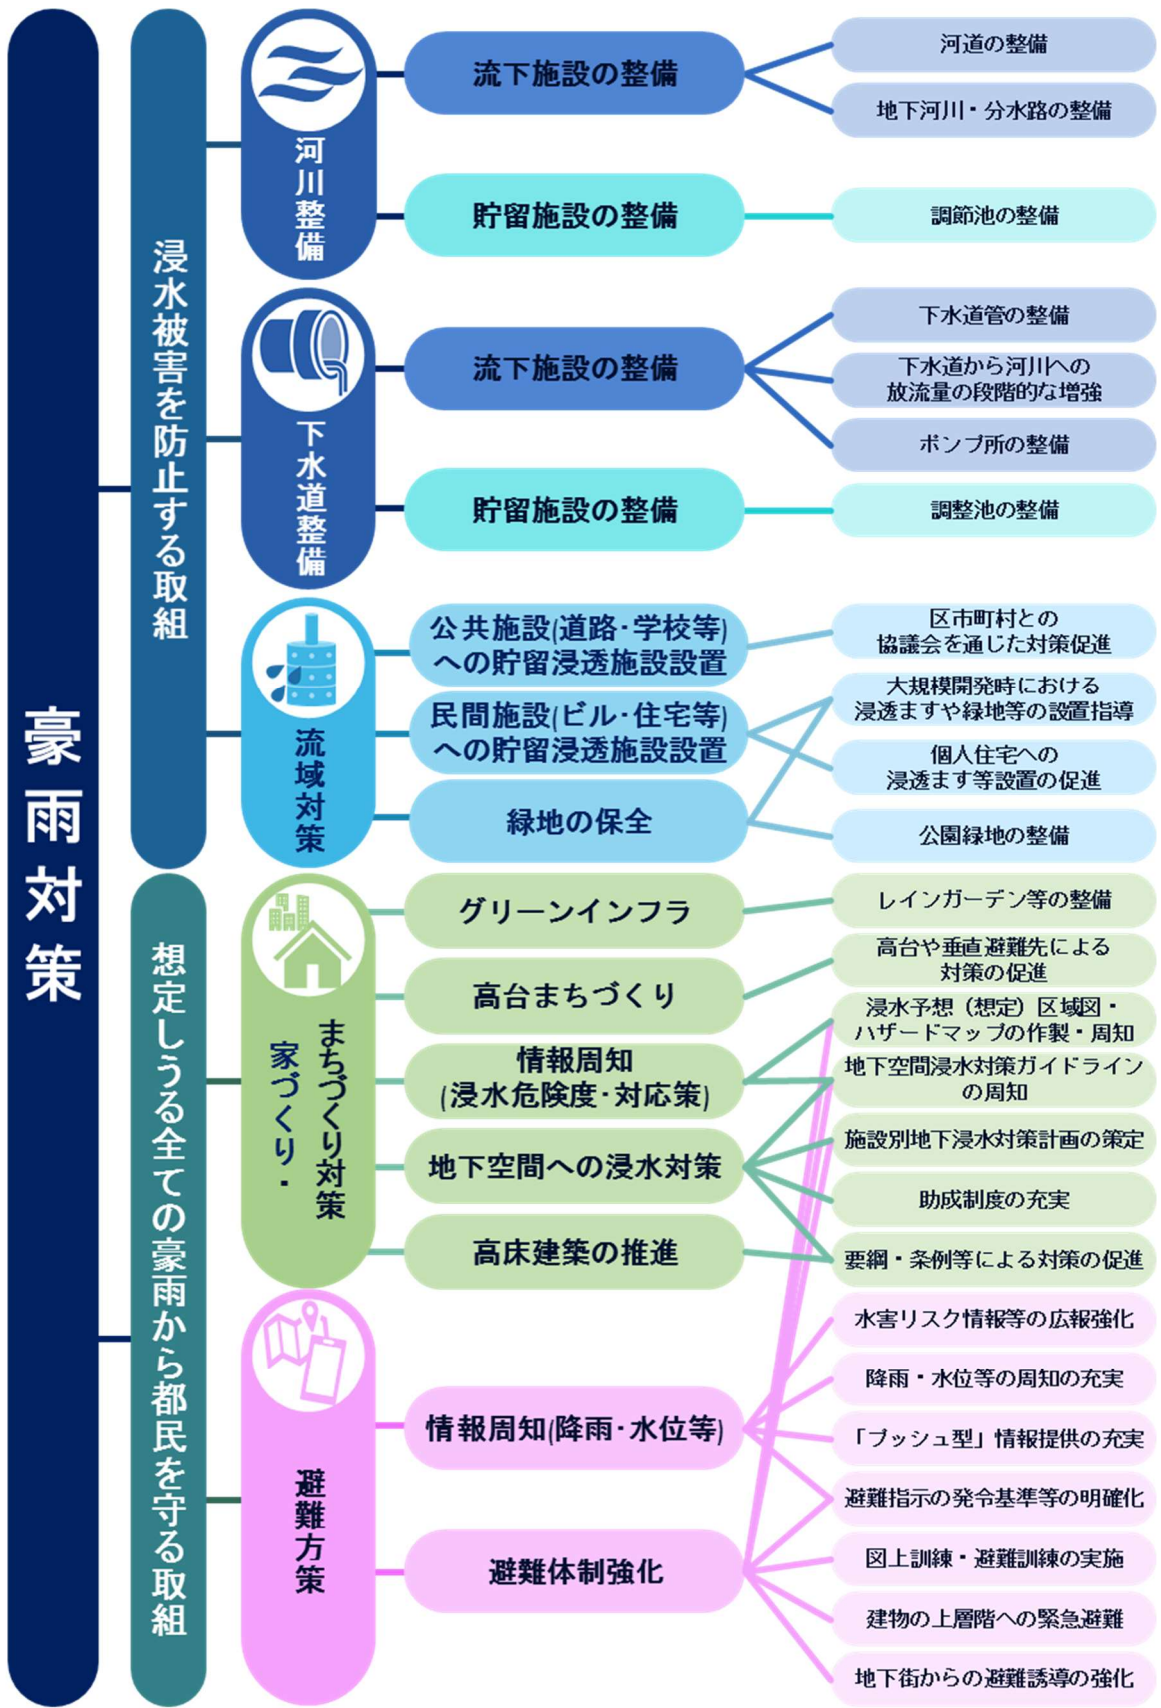 豪雨対策
浸水被害を防止する取組
河川整備
流下施設の整備
河道の整備
地下河川・分水路の整備
貯留施設の整備
調節池の整備
下水道整備
流下施設の整備
下水道管の整備
下水道から河川への
放流量の段階的な増強
ポンプ所の整備
貯留施設の整備
調整池の整備
流域対策
公共施設(道路・学校等)
への貯留浸透施設設置
区市町村との
協議会を通じた対策促進
民間施設(ビル・住宅等)
への貯留浸透施設設置
大規模開発時における
浸透ますや緑地等の設置指導
個人住宅への
浸透ます等設置の促進
緑地の保全
公園緑地の整備
想定しうる全ての豪雨から都民を守る取組
家づくり・
まちづくり対策
グリーンインフラ
レインガーデン等の整備
高台まちづくり
高台や垂直避難先による
対策の促進
情報周知
(浸水危険度・対応策)
浸水予想（想定）区域図・
ハザードマップの作製・周知
地下空間浸水対策ガイドライン
の周知
地下空間への浸水対策
施設別地下浸水対策計画の策定
助成制度の充実
高床建築の推進
要綱・条例等による対策の促進
避難方策
情報周知(降雨・水位等)
水害リスク情報等の広報強化
降雨・水位等の周知の充実
「プッシュ型」情報提供の充実
避難指示の発令基準等の明確化
避難体制強化
図上訓練・避難訓練の実施
建物の上層階への緊急避難
地下街からの避難誘導の強化